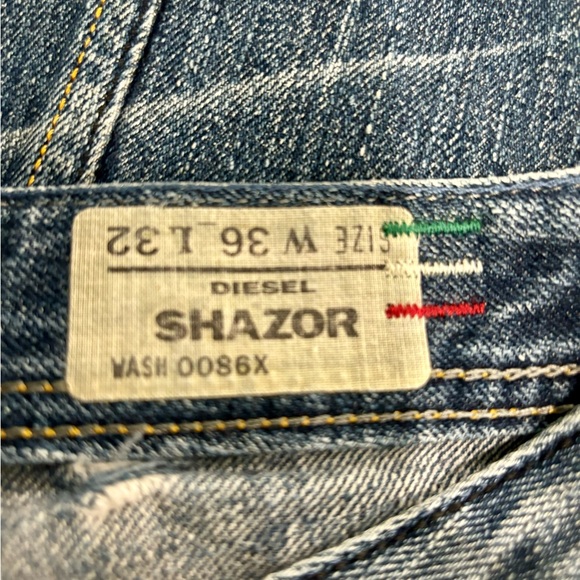 SIZE W 36 L 32
DIESEL
SHAZOR
WASH 0086X